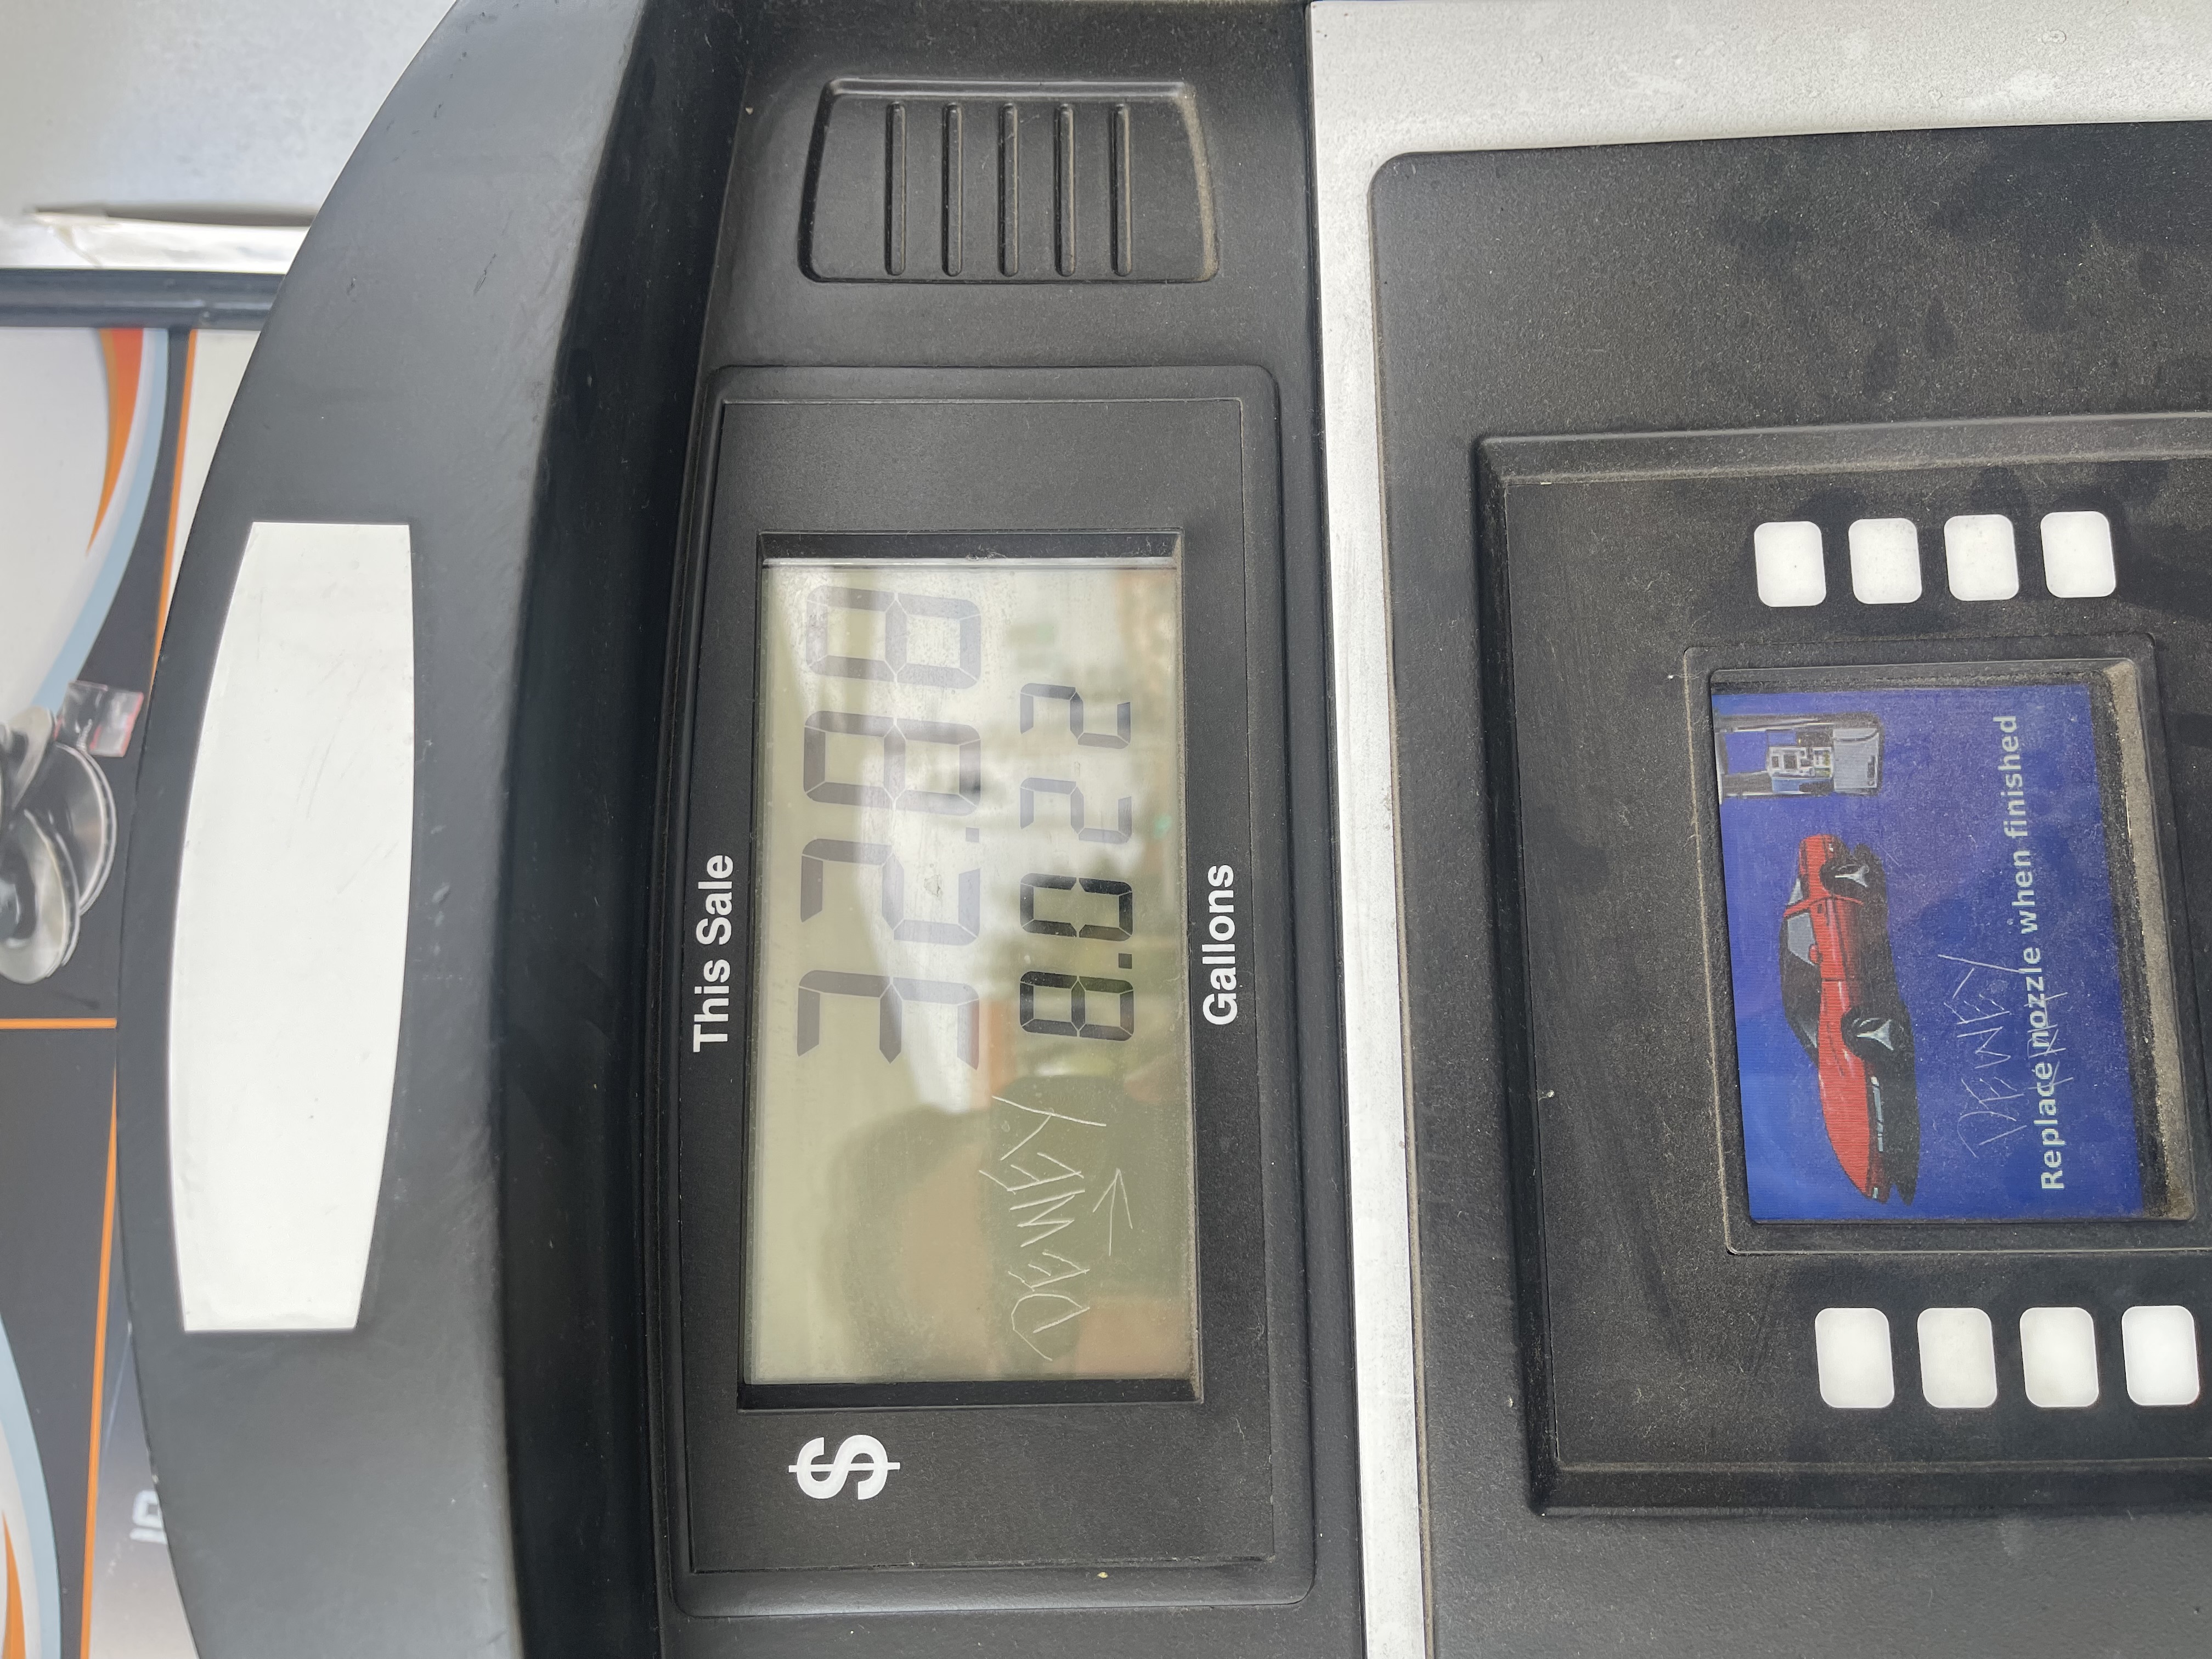 This Sale
$ 32.88
DEWEY
8.022
Gallons
DEWEY
Replace nozzle when finished